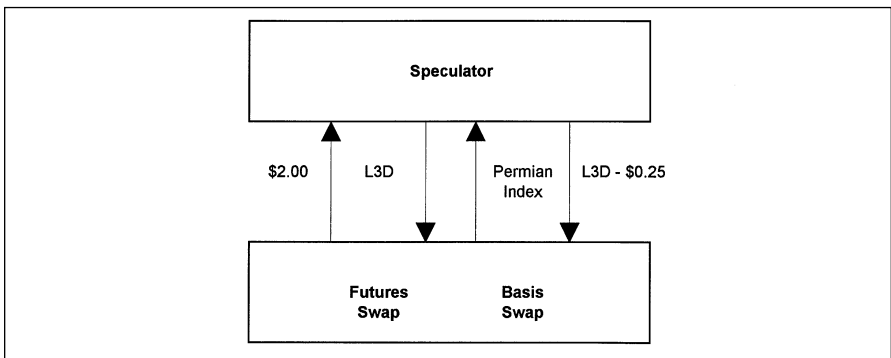 Speculator
$2.00
L3D
Permian
Index
L3D - $0.25
Futures
Swap
Basis
Swap